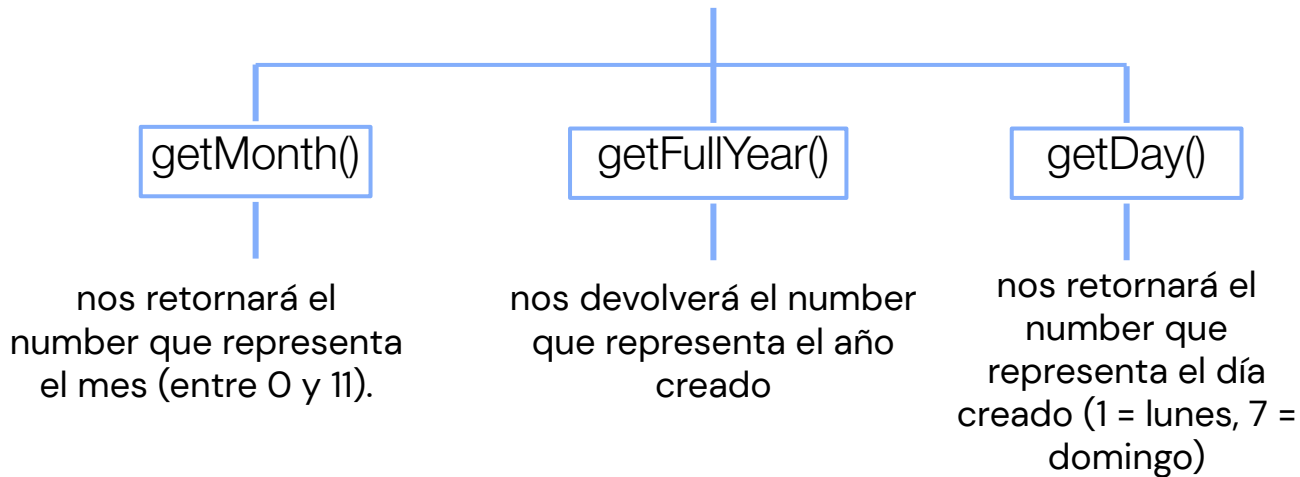 getMonth()
getFullYear()
getDay()
nos retornará el
number que representa
el mes (entre 0 y 11).
nos devolverá el number
que representa el año
creado
nos retornará el
number que
representa el día
creado (1 = lunes, 7 =
domingo)